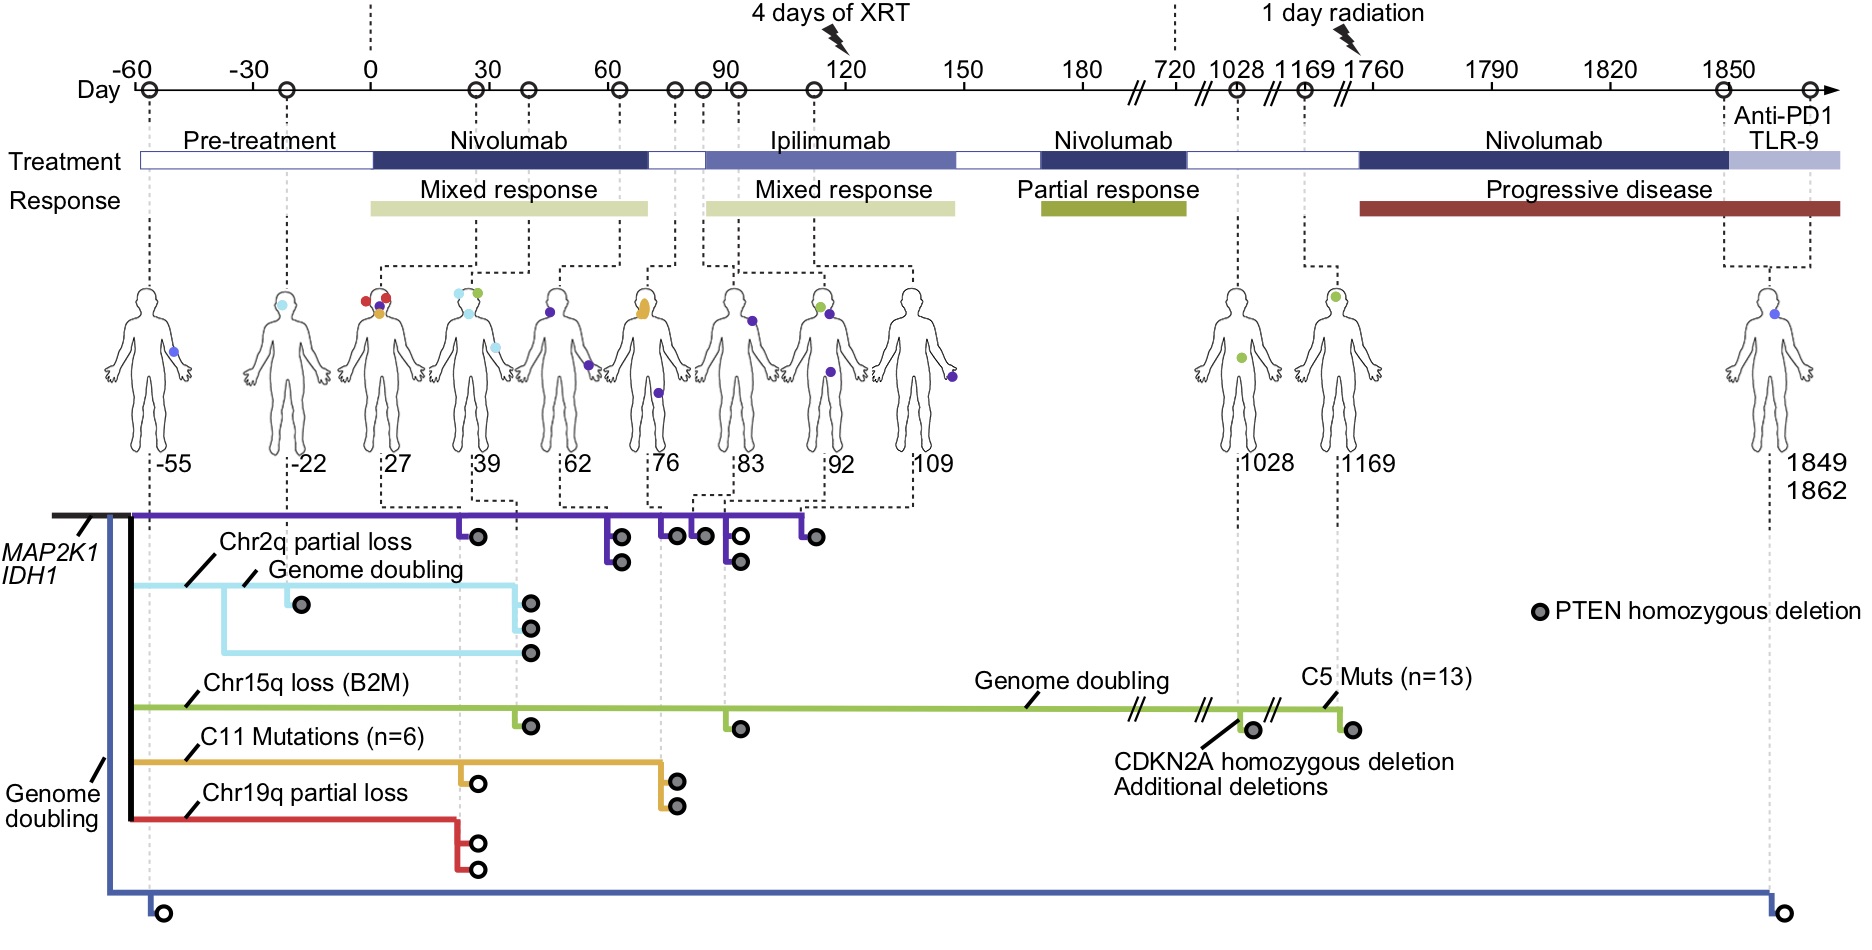 4 days of XRT
1 day radiation
-60 -30 0 30 60 90 120 150 180 720 1028 1169 1760 1790 1820 1850
Day
Anti-PD1
TLR-9
Treatment
Pre-treatment Nivolumab Ipilimumab Nivolumab Nivolumab
Response
Mixed response Mixed response Partial response Progressive disease
-55 -22 27 39 62 76 83 92 109 1028 1169 1849
1862
MAP2K1
IDH1
Chr2q partial loss
Genome doubling
PTEN homozygous deletion
Chr15q loss (B2M)
Genome doubling
C5 Muts (n=13)
C11 Mutations (n=6)
CDKN2A homozygous deletion
Additional deletions
Genome
doubling
Chr19q partial loss